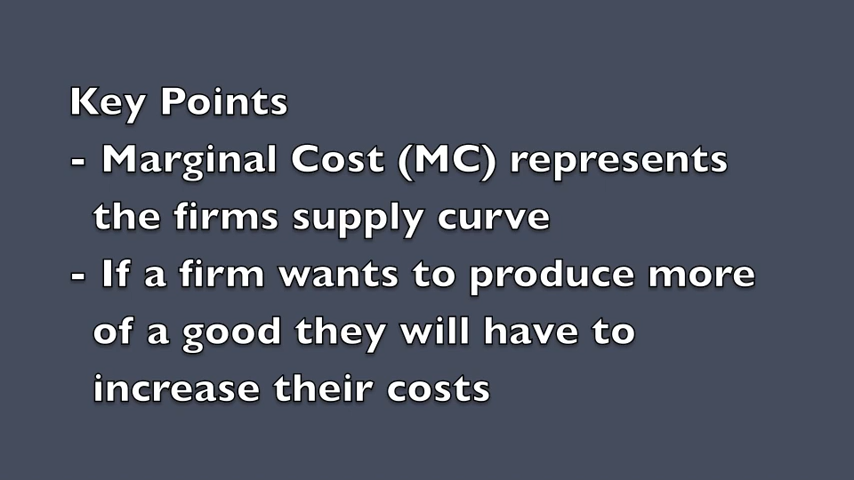 Key Points
- Marginal Cost (MC) represents
the firms supply curve
- If a firm wants to produce more
of a good they will have to
increase their costs